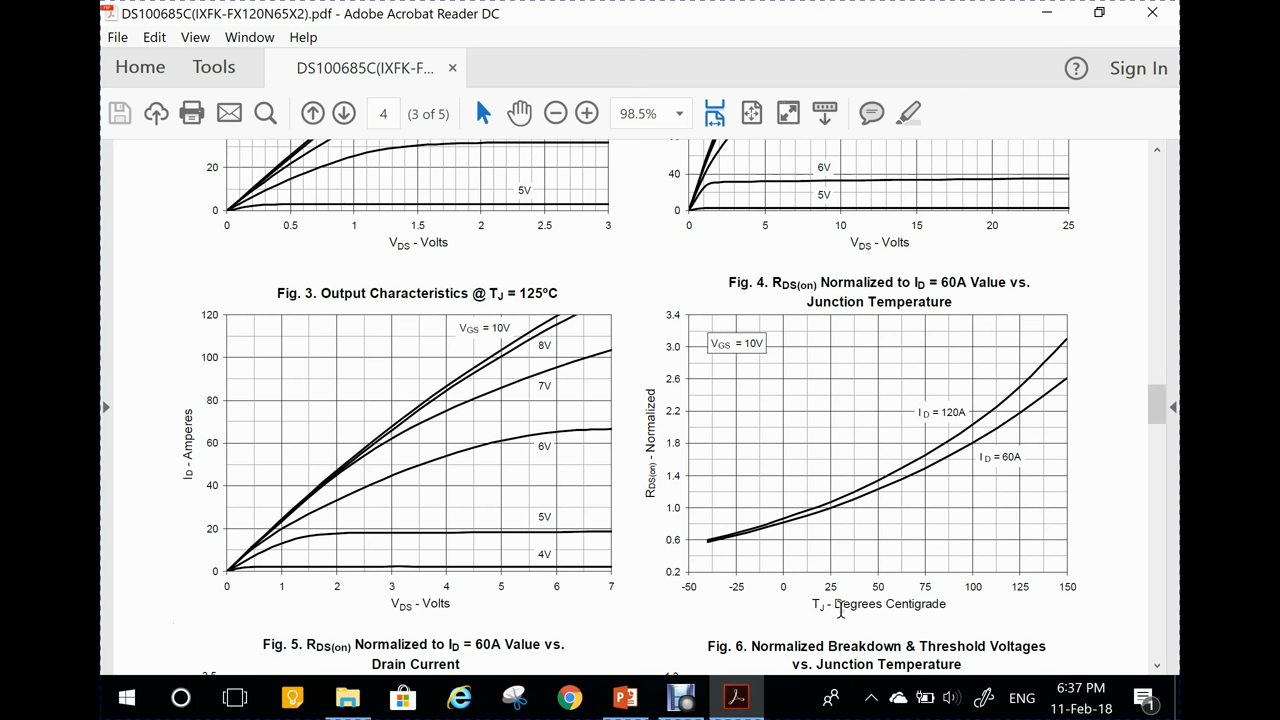 DS100685C(IXFK-FX120N65X2).pdf - Adobe Acrobat Reader DC
File Edit View Window Help
Home Tools DS100685C(IXFK-F... × ? Sign In
4 (3 of 5) 98.5%
20
5V
0
0 0.5 1 1.5 2 2.5 3
VDS - Volts
6V
40
5V
0
0 5 10 15 20 25
VDS - Volts
Fig. 3. Output Characteristics @ TJ = 125ºC
120
100
80
60
40
20
0
ID - Amperes
VGS = 10V
8V
7V
6V
5V
4V
0 1 2 3 4 5 6 7
VDS - Volts
Fig. 4. RDS(on) Normalized to ID = 60A Value vs.
Junction Temperature
3.4
3.0
2.6
2.2
1.8
1.4
1.0
0.6
0.2
RDS(on) - Normalized
VGS = 10V
I D = 120A
I D = 60A
-50 -25 0 25 50 75 100 125 150
TJ - Degrees Centigrade
Fig. 5. RDS(on) Normalized to ID = 60A Value vs.
Drain Current
Fig. 6. Normalized Breakdown & Threshold Voltages
vs. Junction Temperature
ENG
6:37 PM
11-Feb-18
1